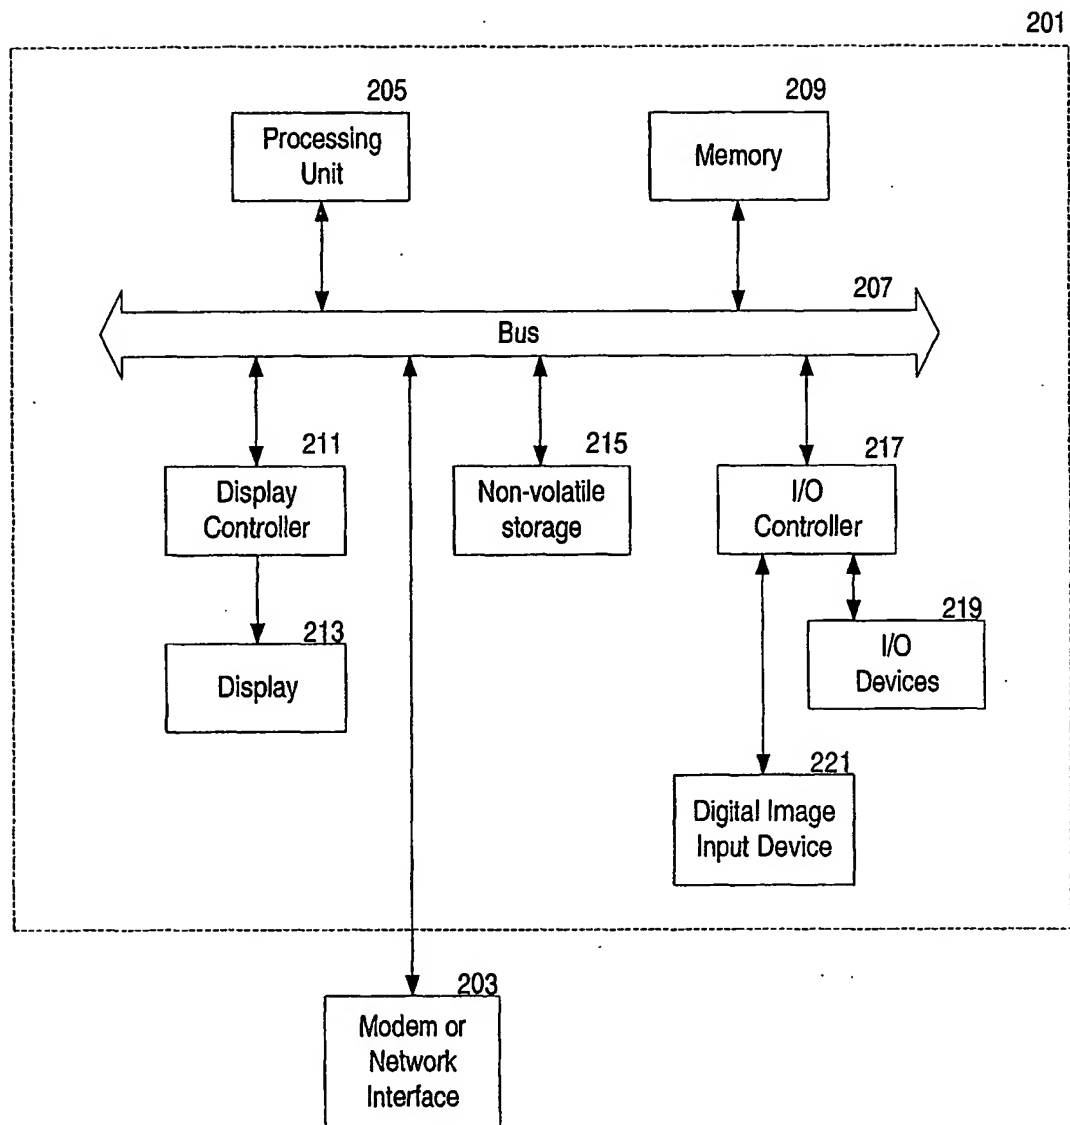 201
205
Processing
Unit
209
Memory
207
Bus
211
Display
Controller
215
Non-volatile
storage
217
I/O
Controller
213
Display
219
I/O
Devices
221
Digital Image
Input Device
203
Modem or
Network
Interface